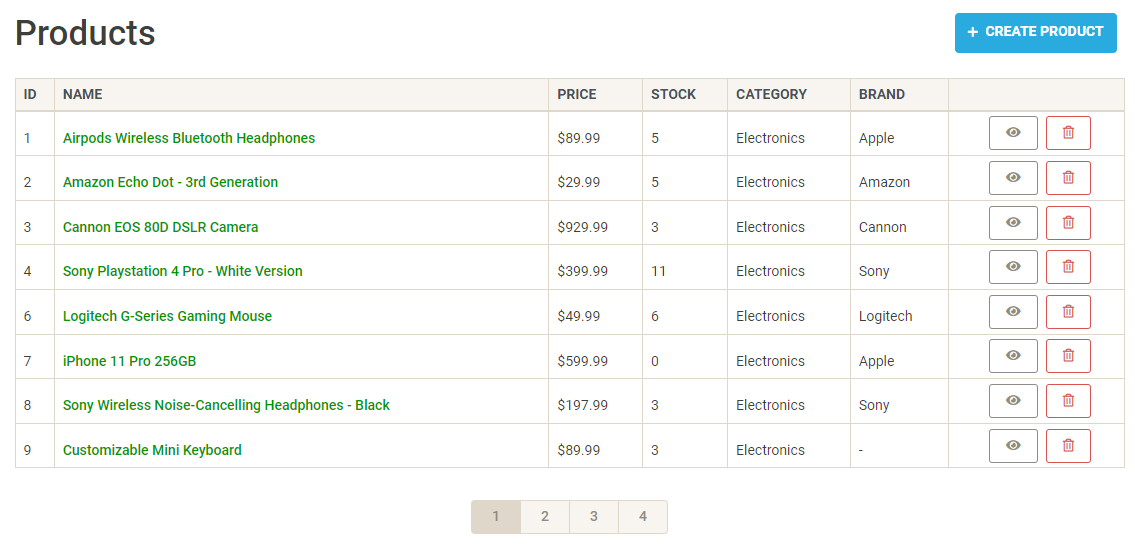 Products
+ CREATE PRODUCT
ID NAME PRICE STOCK CATEGORY BRAND
1 Airpods Wireless Bluetooth Headphones $89.99 5 Electronics Apple
2 Amazon Echo Dot - 3rd Generation $29.99 5 Electronics Amazon
3 Cannon EOS 80D DSLR Camera $929.99 3 Electronics Cannon
4 Sony Playstation 4 Pro - White Version $399.99 11 Electronics Sony
6 Logitech G-Series Gaming Mouse $49.99 6 Electronics Logitech
7 iPhone 11 Pro 256GB $599.99 0 Electronics Apple
8 Sony Wireless Noise-Cancelling Headphones - Black $197.99 3 Electronics Sony
9 Customizable Mini Keyboard $89.99 3 Electronics -
1 2 3 4